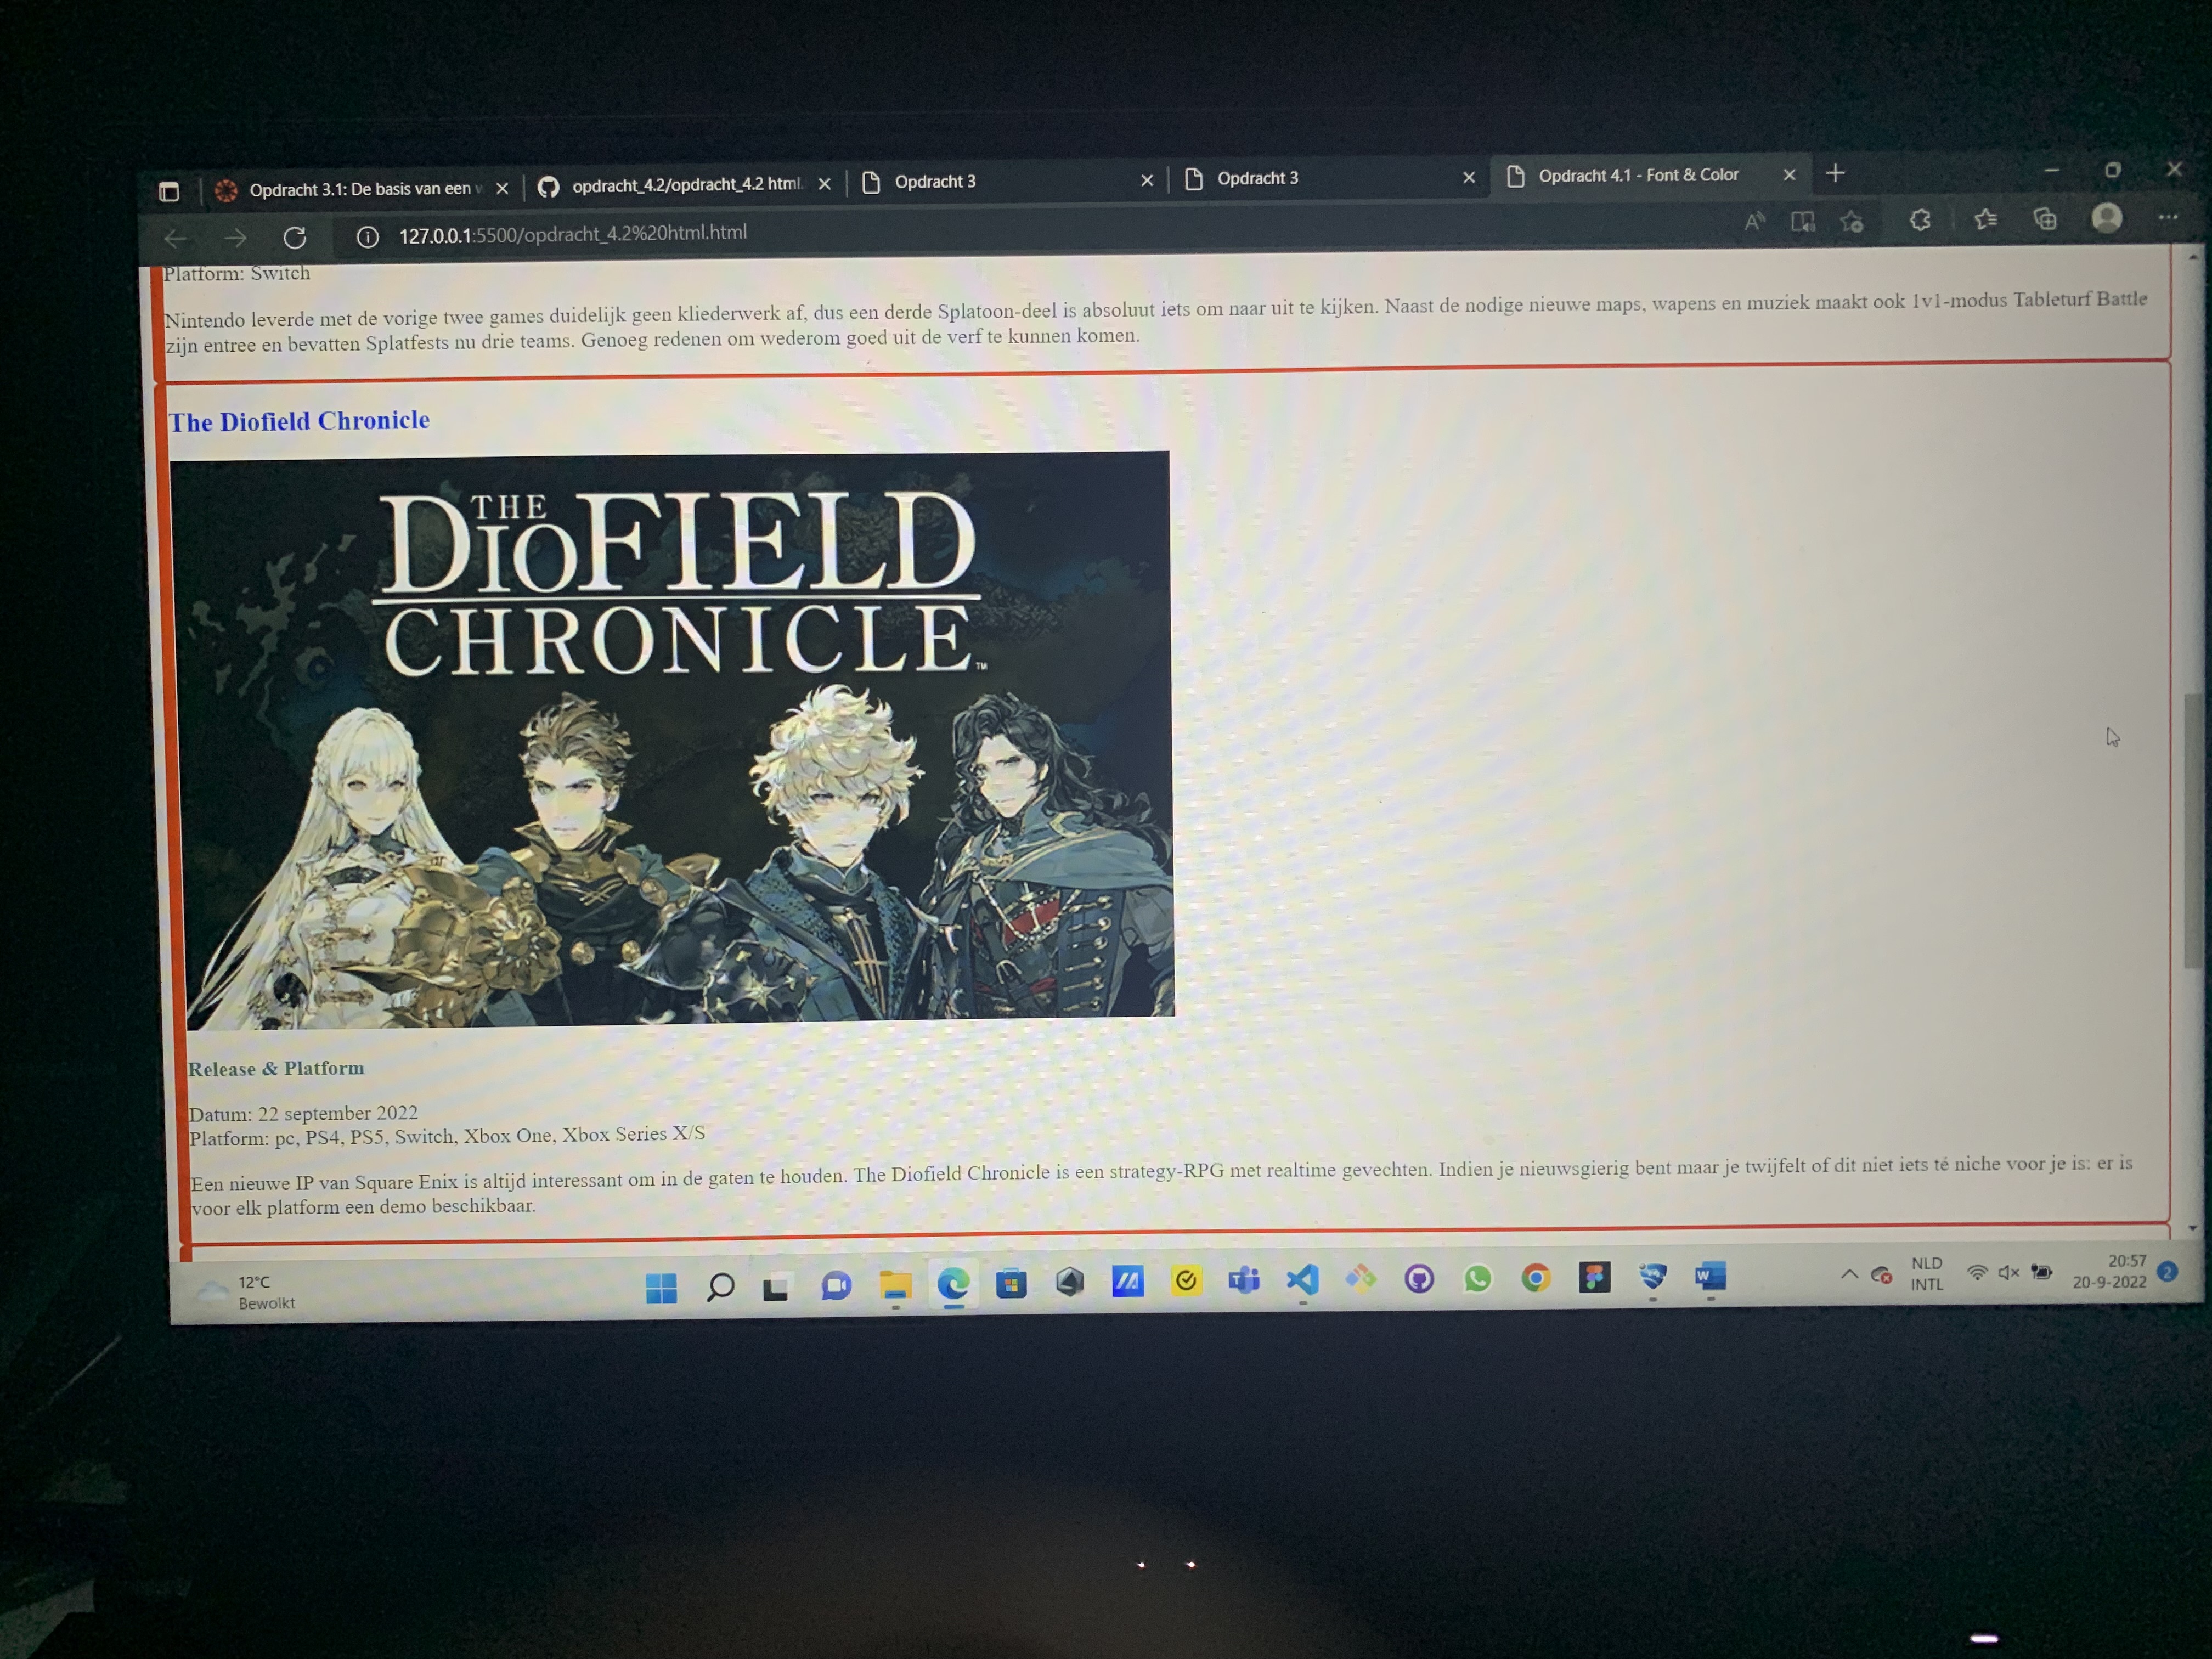 Opdracht 3.1: De basis van een v
opdracht_4.2/opdracht_4.2 html.
Opdracht 3
Opdracht 3
Opdracht 4.1 - Font & Color
127.0.0.1:5500/opdracht_4.2%20html.html
Platform: Switch
Nintendo leverde met de vorige twee games duidelijk geen kliederwerk af, dus een derde Splatoon-deel is absoluut iets om naar uit te kijken. Naast de nodige nieuwe maps, wapens en muziek maakt ook 1v1-modus Tableturf Battle
zijn entree en bevatten Splatfests nu drie teams. Genoeg redenen om wederom goed uit de verf te kunnen komen.
The Diofield Chronicle
THE
DIOFIELD
CHRONICLE™
Release & Platform
Datum: 22 september 2022
Platform: pc, PS4, PS5, Switch, Xbox One, Xbox Series X/S
Een nieuwe IP van Square Enix is altijd interessant om in de gaten te houden. The Diofield Chronicle is een strategy-RPG met realtime gevechten. Indien je nieuwsgierig bent maar je twijfelt of dit niet iets té niche voor je is: er is
voor elk platform een demo beschikbaar.
12°C
Bewolkt
NLD
INTL
20:57
20-9-2022
2